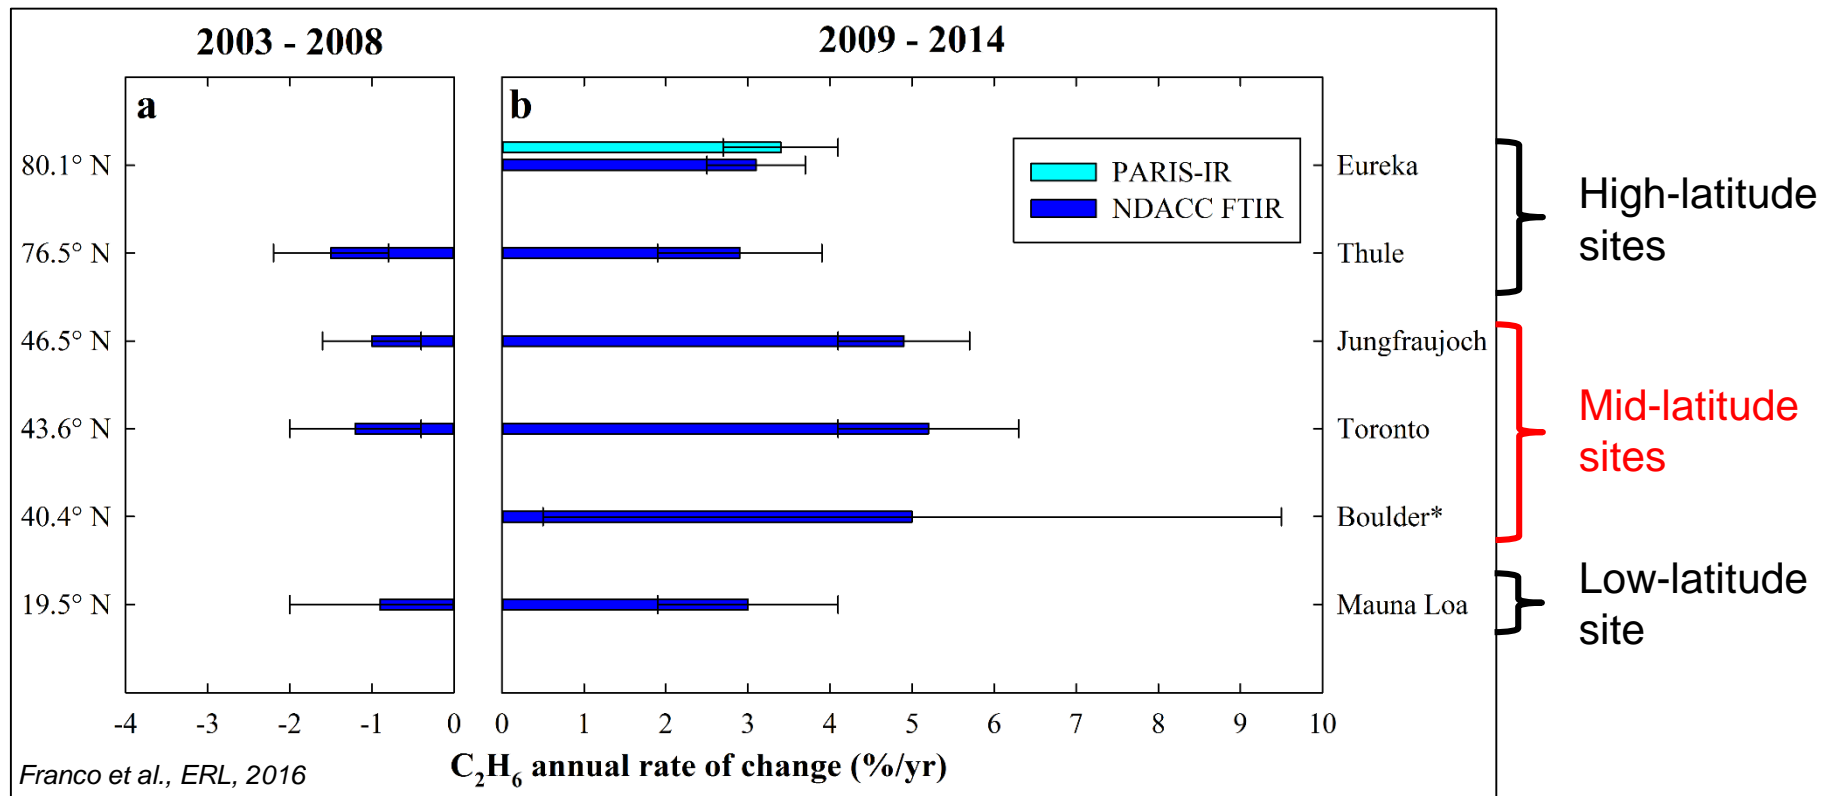 2003 - 2008
2009 - 2014
a
b
PARIS-IR
NDACC FTIR
80.1° N
76.5° N
46.5° N
43.6° N
40.4° N
19.5° N
Eureka
Thule
Jungfraujoch
Toronto
Boulder*
Mauna Loa
High-latitude
sites
Mid-latitude
sites
Low-latitude
site
-4 -3 -2 -1 0
0 1 2 3 4 5 6 7 8 9 10
C₂H₆ annual rate of change (%/yr)
Franco et al., ERL, 2016